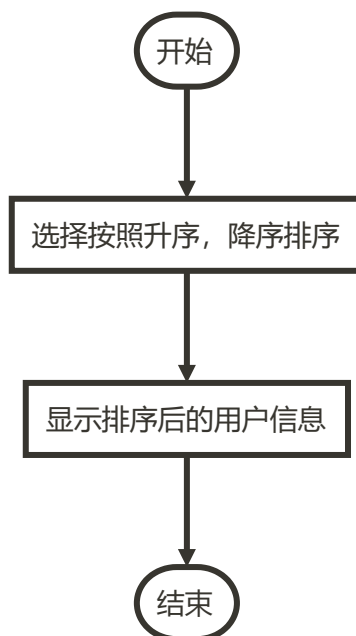 开始
选择按照升序，降序排序
显示排序后的用户信息
结束